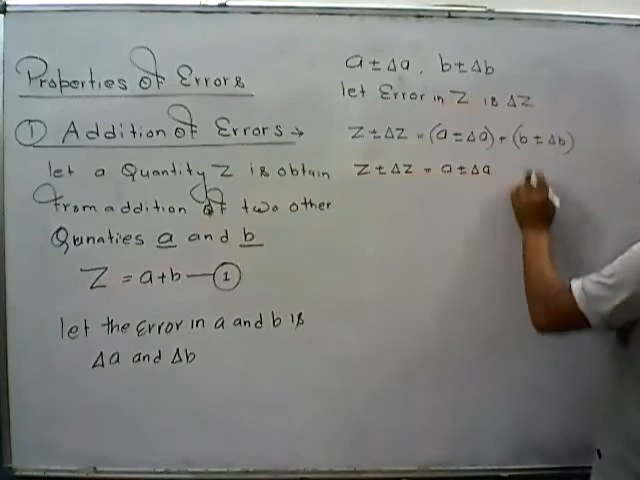 Properties Of Errors
① Addition Of Errors →
let a Quantity Z is obtain
from addition of two other
Qunaties a and b
Z = a+b — ①
let the Error in a and b is
Δa and Δb
a ± Δa , b ± Δb
let Error in Z is ΔZ
Z ± ΔZ = (a ± Δa) + (b ± Δb)
Z ± ΔZ = a ± Δa